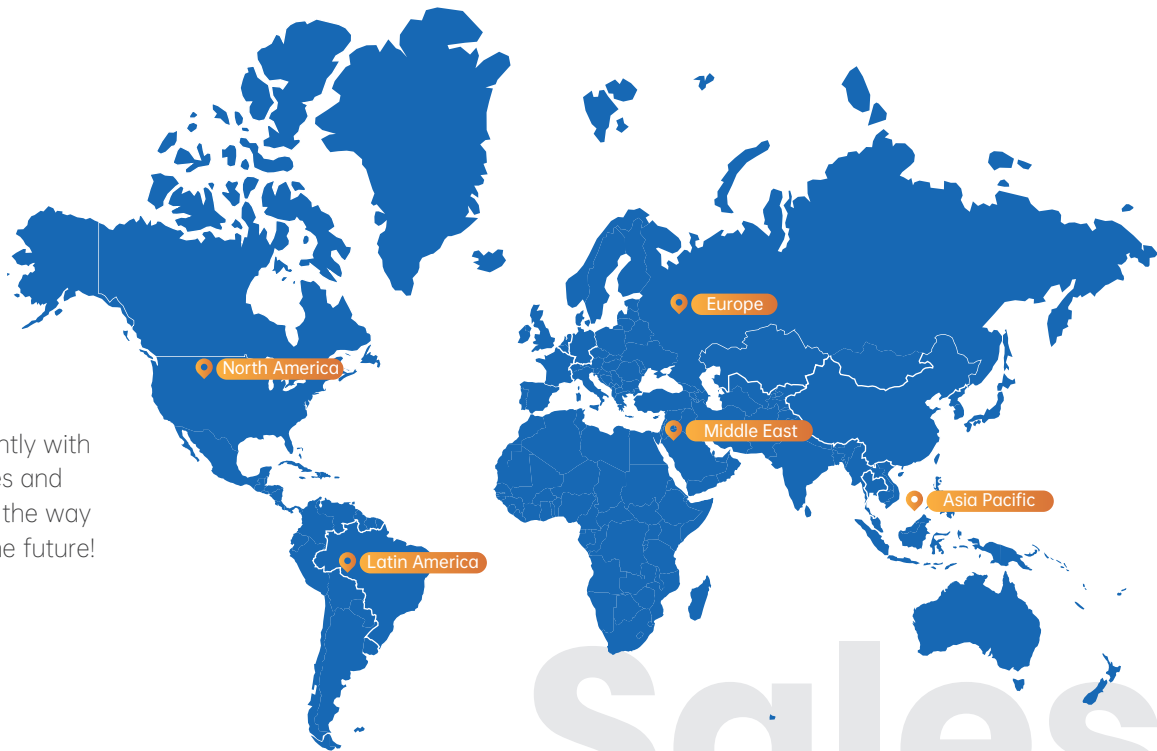 Europe
North America
Middle East
ntly with
es and
Asia Pacific
the way
ne future!
Latin America
Sales